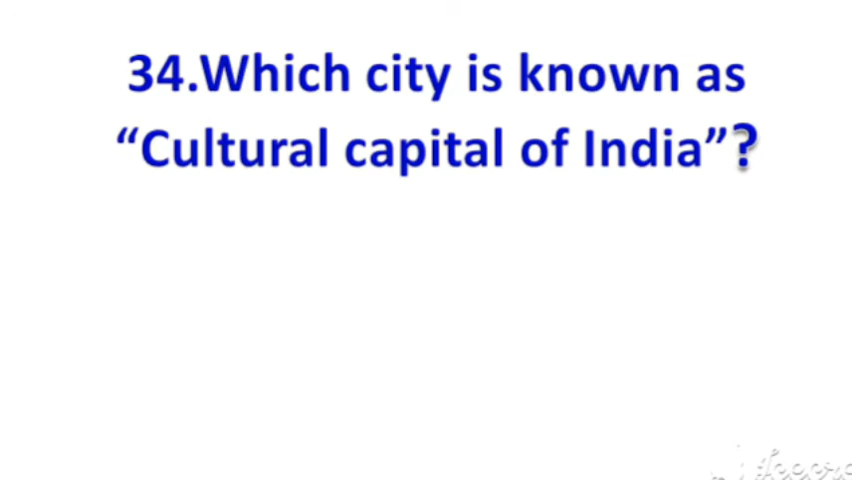 34.Which city is known as
“Cultural capital of India”?